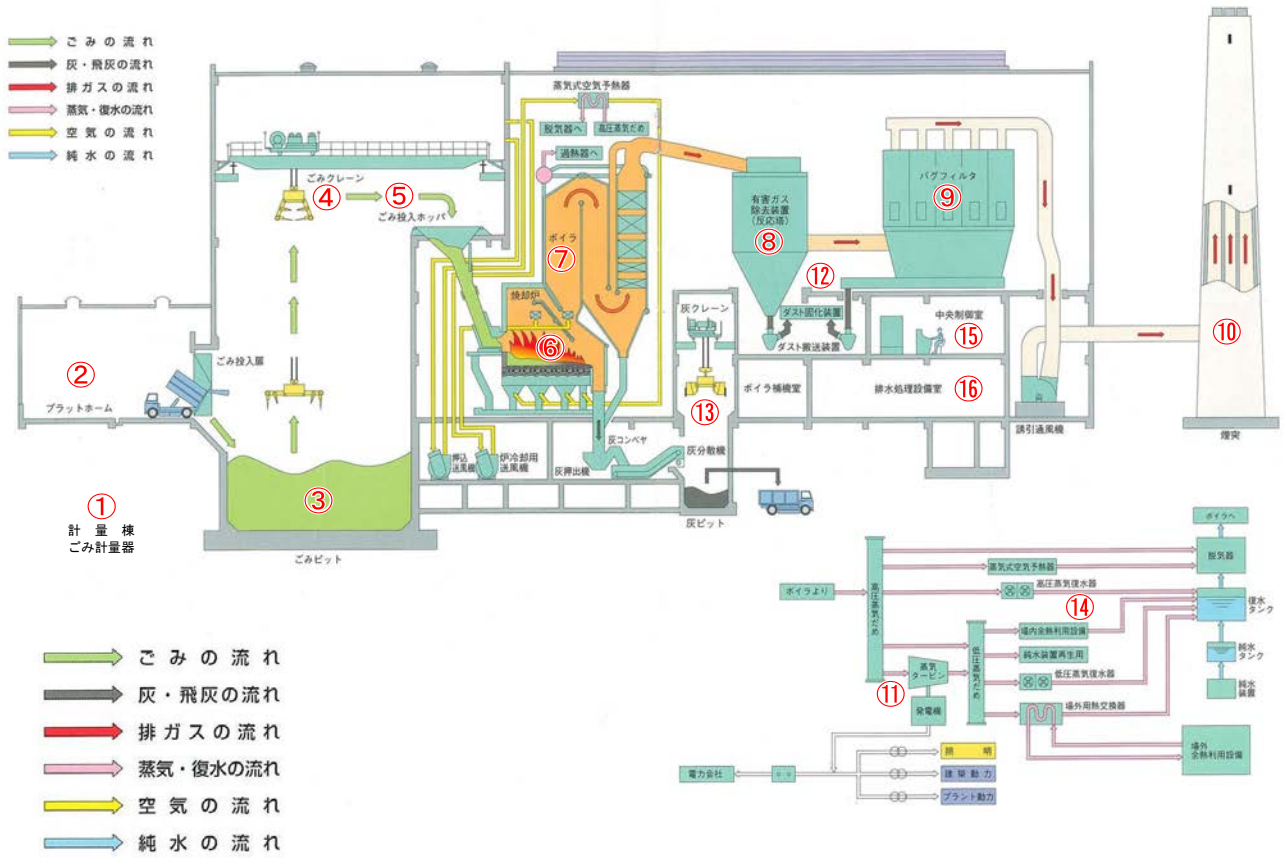 ごみの流れ
灰・飛灰の流れ
排ガスの流れ
蒸気・復水の流れ
空気の流れ
純水の流れ
蒸気式空気予熱器
脱気器へ
高圧蒸気だめ
過熱器へ
ごみクレーン
④
⑤
ごみ投入ホッパ
ボイラ
⑦
焼却炉
⑥
有害ガス
除去装置
(反応塔)
⑧
バグフィルタ
⑨
⑩
煙突
⑫
灰クレーン
⑬
ダスト固化装置
ダスト搬送装置
中央制御室
⑮
ボイラ補機室
排水処理設備室
⑯
誘引通風機
②
プラットホーム
ごみ投入扉
③
ごみピット
①
計量棟
ごみ計量器
押込
送風機
炉冷却用
送風機
灰押出機
灰コンベヤ
灰分散機
灰ピット
ボイラより
高圧蒸気だめ
蒸気式空気予熱器
高圧蒸気復水器
⑭
場内余熱利用設備
純水装置再生用
低圧蒸気だめ
低圧蒸気復水器
場外用熱交換器
⑪
蒸気
タービン
発電機
ボイラへ
脱気器
復水
タンク
純水
タンク
純水
装置
場外
余熱利用設備
電力会社
照明
建築動力
プラント動力
ごみの流れ
灰・飛灰の流れ
排ガスの流れ
蒸気・復水の流れ
空気の流れ
純水の流れ